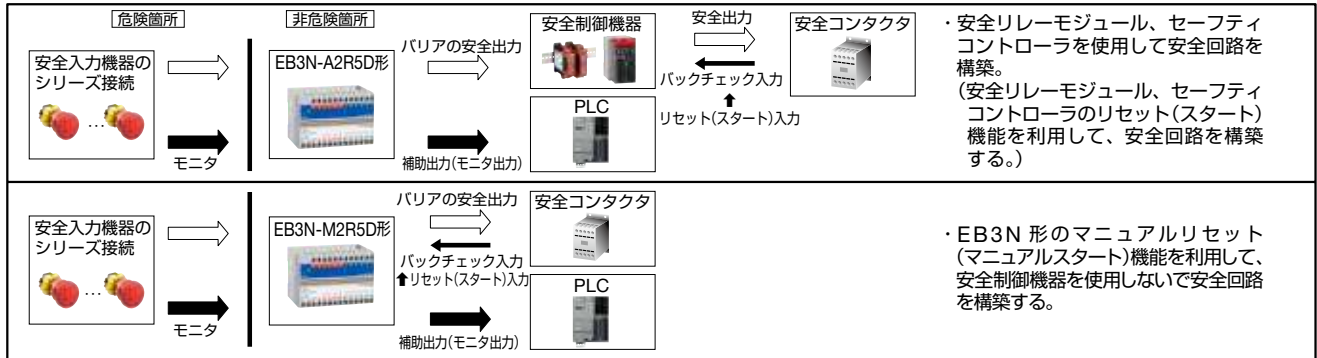 危険箇所
非危険箇所
安全入力機器の
シリーズ接続
…
モニタ
EB3N-A2R5D形
バリアの安全出力
補助出力(モニタ出力)
安全制御機器
PLC
安全出力
バックチェック入力
リセット(スタート)入力
安全コンタクタ
・安全リレーモジュール、セーフティ
コントローラを使用して安全回路を
構築。
(安全リレーモジュール、セーフティ
コントローラのリセット(スタート)
機能を利用して、安全回路を構築
する。)
安全入力機器の
シリーズ接続
…
モニタ
EB3N-M2R5D形
バリアの安全出力
バックチェック入力
リセット(スタート)入力
補助出力(モニタ出力)
安全コンタクタ
PLC
・EB3N 形のマニュアルリセット
(マニュアルスタート)機能を利用して、
安全制御機器を使用しないで安全回路
を構築する。